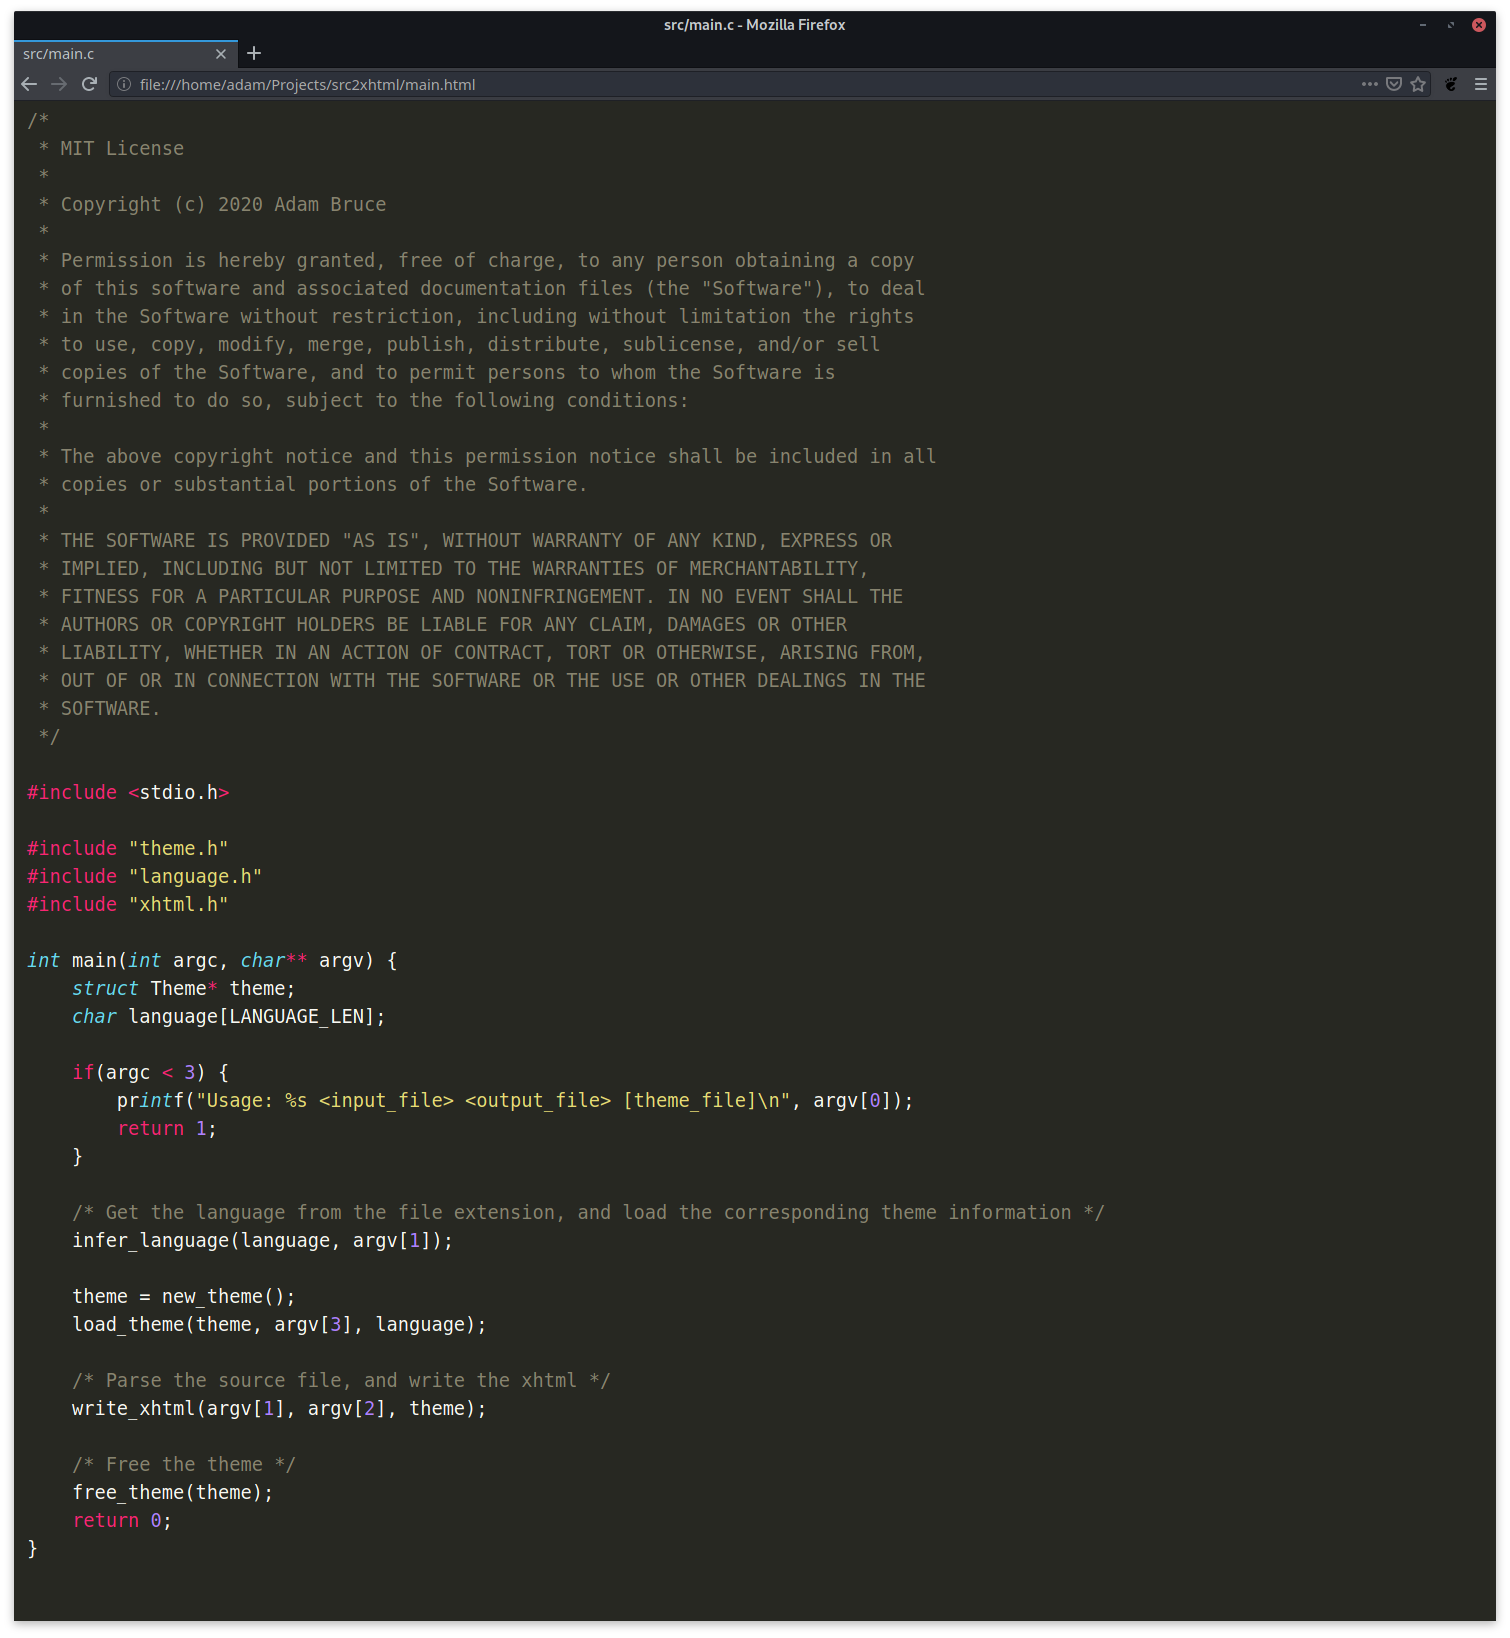 src/main.c - Mozilla Firefox
src/main.c
file:///home/adam/Projects/src2xhtml/main.html
/*
 * MIT License
 *
 * Copyright (c) 2020 Adam Bruce
 *
 * Permission is hereby granted, free of charge, to any person obtaining a copy
 * of this software and associated documentation files (the "Software"), to deal
 * in the Software without restriction, including without limitation the rights
 * to use, copy, modify, merge, publish, distribute, sublicense, and/or sell
 * copies of the Software, and to permit persons to whom the Software is
 * furnished to do so, subject to the following conditions:
 *
 * The above copyright notice and this permission notice shall be included in all
 * copies or substantial portions of the Software.
 *
 * THE SOFTWARE IS PROVIDED "AS IS", WITHOUT WARRANTY OF ANY KIND, EXPRESS OR
 * IMPLIED, INCLUDING BUT NOT LIMITED TO THE WARRANTIES OF MERCHANTABILITY,
 * FITNESS FOR A PARTICULAR PURPOSE AND NONINFRINGEMENT. IN NO EVENT SHALL THE
 * AUTHORS OR COPYRIGHT HOLDERS BE LIABLE FOR ANY CLAIM, DAMAGES OR OTHER
 * LIABILITY, WHETHER IN AN ACTION OF CONTRACT, TORT OR OTHERWISE, ARISING FROM,
 * OUT OF OR IN CONNECTION WITH THE SOFTWARE OR THE USE OR OTHER DEALINGS IN THE
 * SOFTWARE.
 */

#include <stdio.h>

#include "theme.h"
#include "language.h"
#include "xhtml.h"

int main(int argc, char** argv) {
    struct Theme* theme;
    char language[LANGUAGE_LEN];

    if(argc < 3) {
        printf("Usage: %s <input_file> <output_file> [theme_file]\n", argv[0]);
        return 1;
    }

    /* Get the language from the file extension, and load the corresponding theme information */
    infer_language(language, argv[1]);

    theme = new_theme();
    load_theme(theme, argv[3], language);

    /* Parse the source file, and write the xhtml */
    write_xhtml(argv[1], argv[2], theme);

    /* Free the theme */
    free_theme(theme);
    return 0;
}